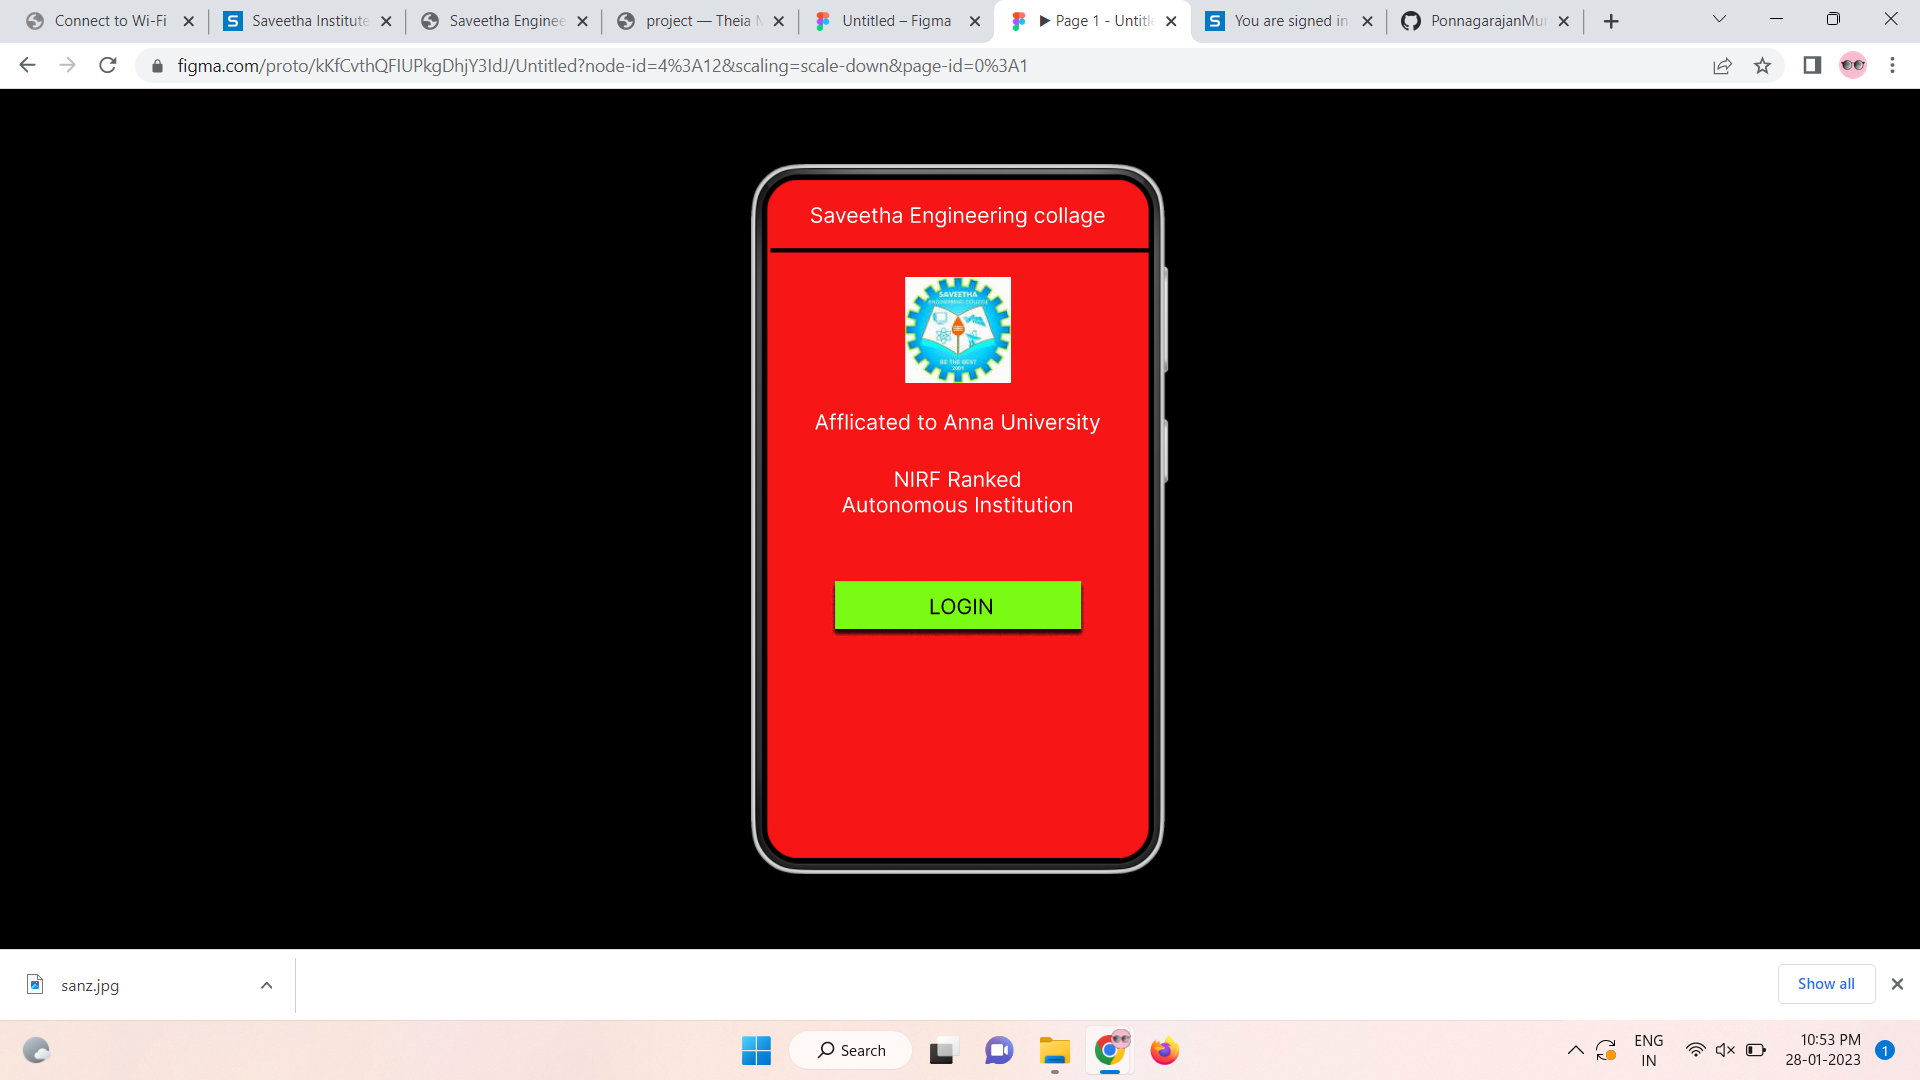 Connect to Wi-Fi
Saveetha Institute
Saveetha Enginee
project — Theia
Untitled – Figma
Page 1 - Untitle
You are signed in
PonnagarajanMur
figma.com/proto/kKfCvthQFIUPkgDhjY3IdJ/Untitled?node-id=4%3A12&scaling=scale-down&page-id=0%3A1
Saveetha Engineering collage
SAVEETHA
ENGINEERING COLLEGE
BE THE BEST
2001
Afflicated to Anna University
NIRF Ranked
Autonomous Institution
LOGIN
sanz.jpg
Show all
Search
ENG
IN
10:53 PM
28-01-2023
1